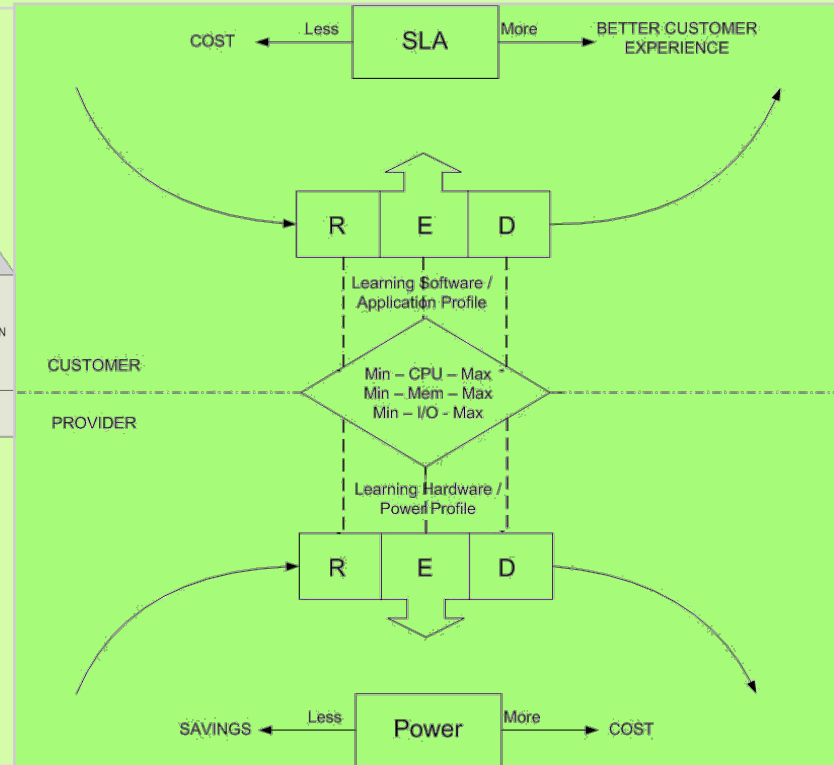 COST
Less
SLA
More
BETTER CUSTOMER
EXPERIENCE
R
E
D
Learning Software /
Application Profile
N
CUSTOMER
Min – CPU – Max
Min – Mem – Max
Min – I/O - Max
PROVIDER
Learning Hardware /
Power Profile
R
E
D
SAVINGS
Less
Power
More
COST